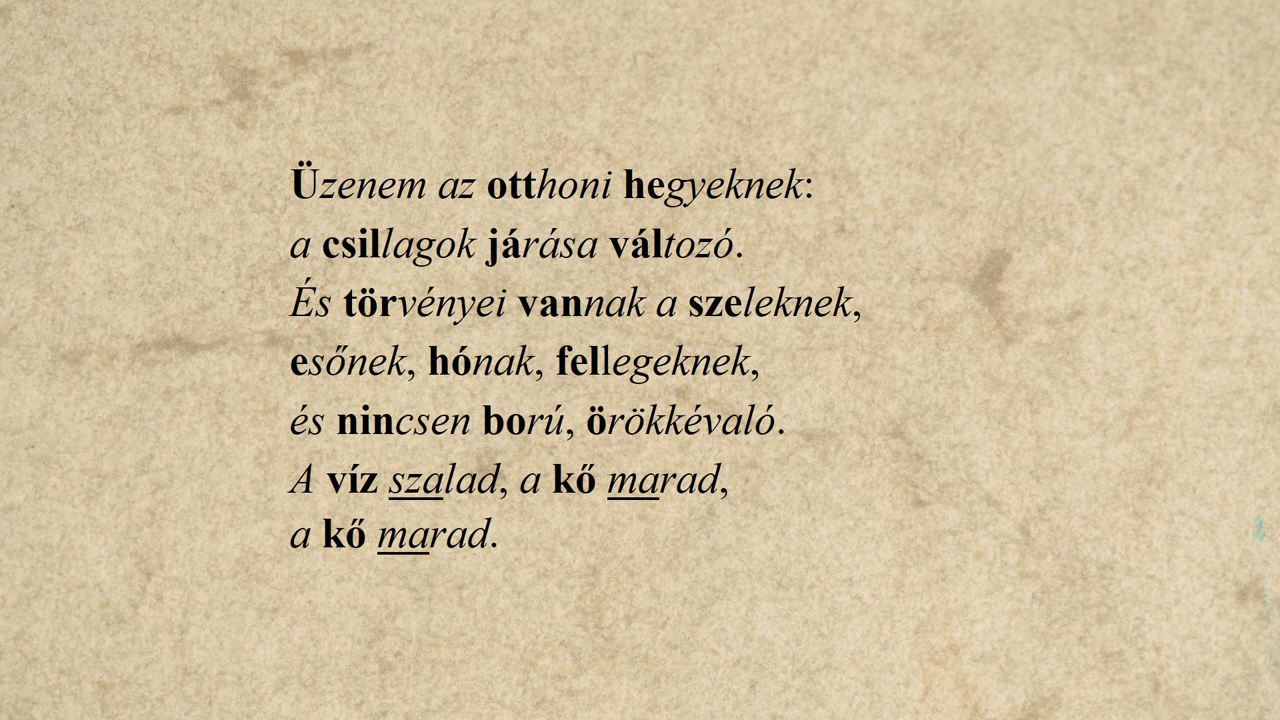 Üzenem az otthoni hegyeknek:
a csillagok járása változó.
És törvényei vannak a szeleknek,
esőnek, hónak, fellegeknek,
és nincsen ború, örökkévaló.
A víz szalad, a kő marad,
a kő marad.